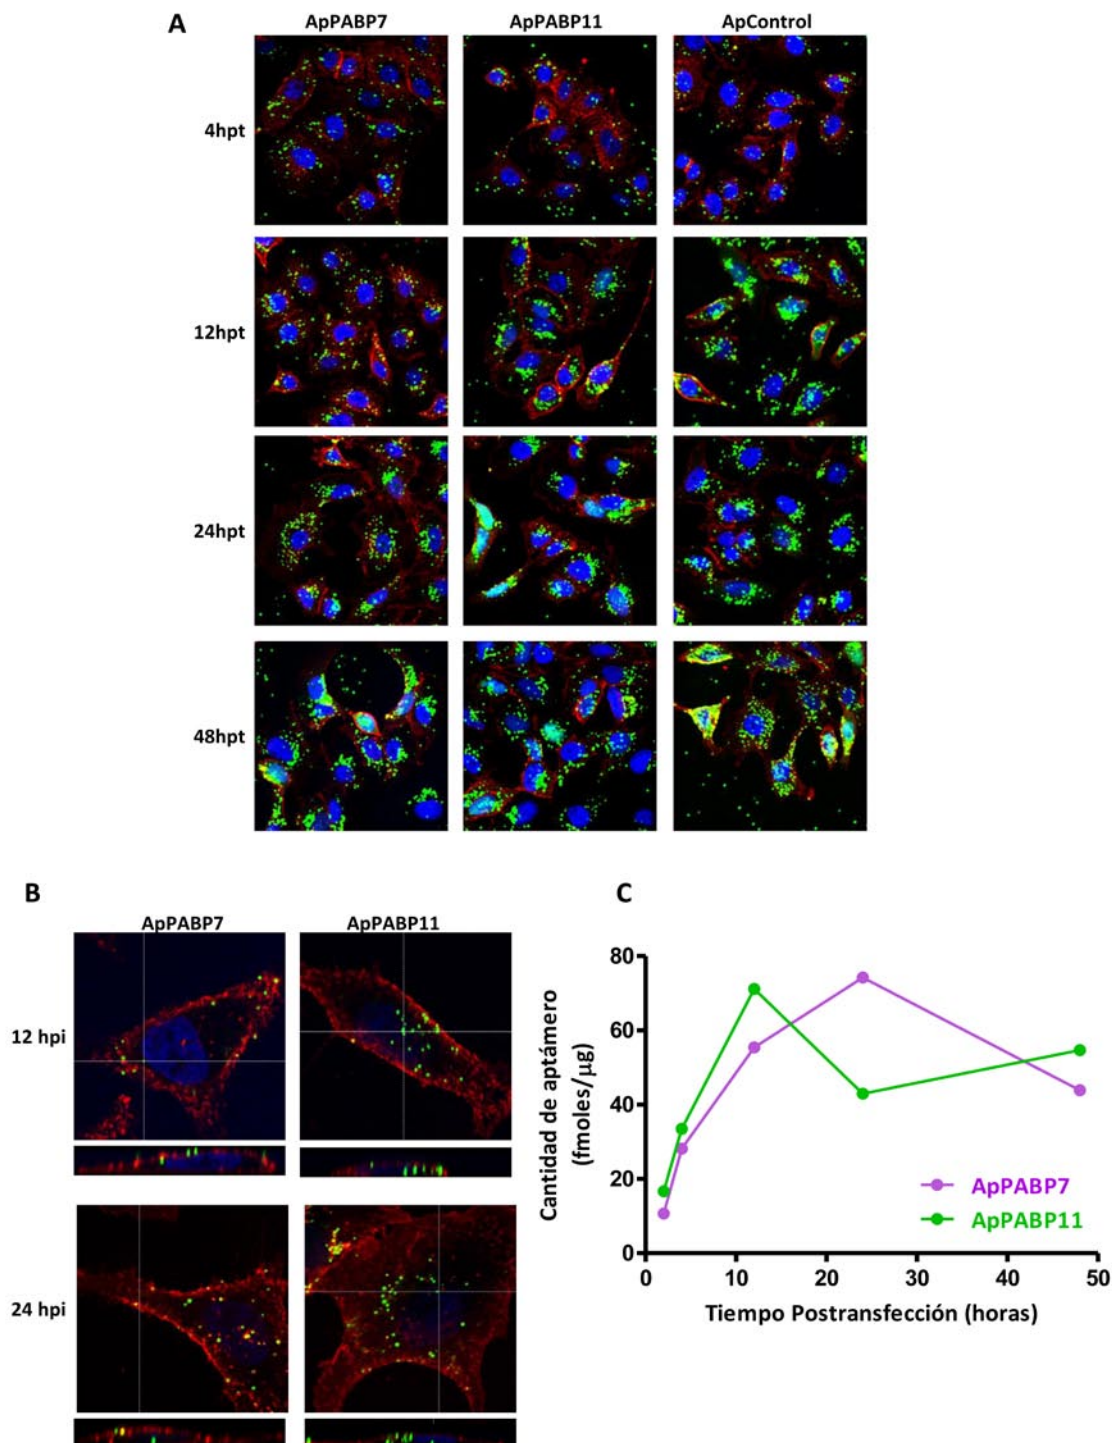 A
ApPABP7 ApPABP11 ApControl
4hpt
12hpt
24hpt
48hpt
B
ApPABP7 ApPABP11
12 hpi
24 hpi
C
Cantidad de aptámero
(fmoles/µg)
80
60
40
20
0
ApPABP7
ApPABP11
0 10 20 30 40 50
Tiempo Postransfección (horas)